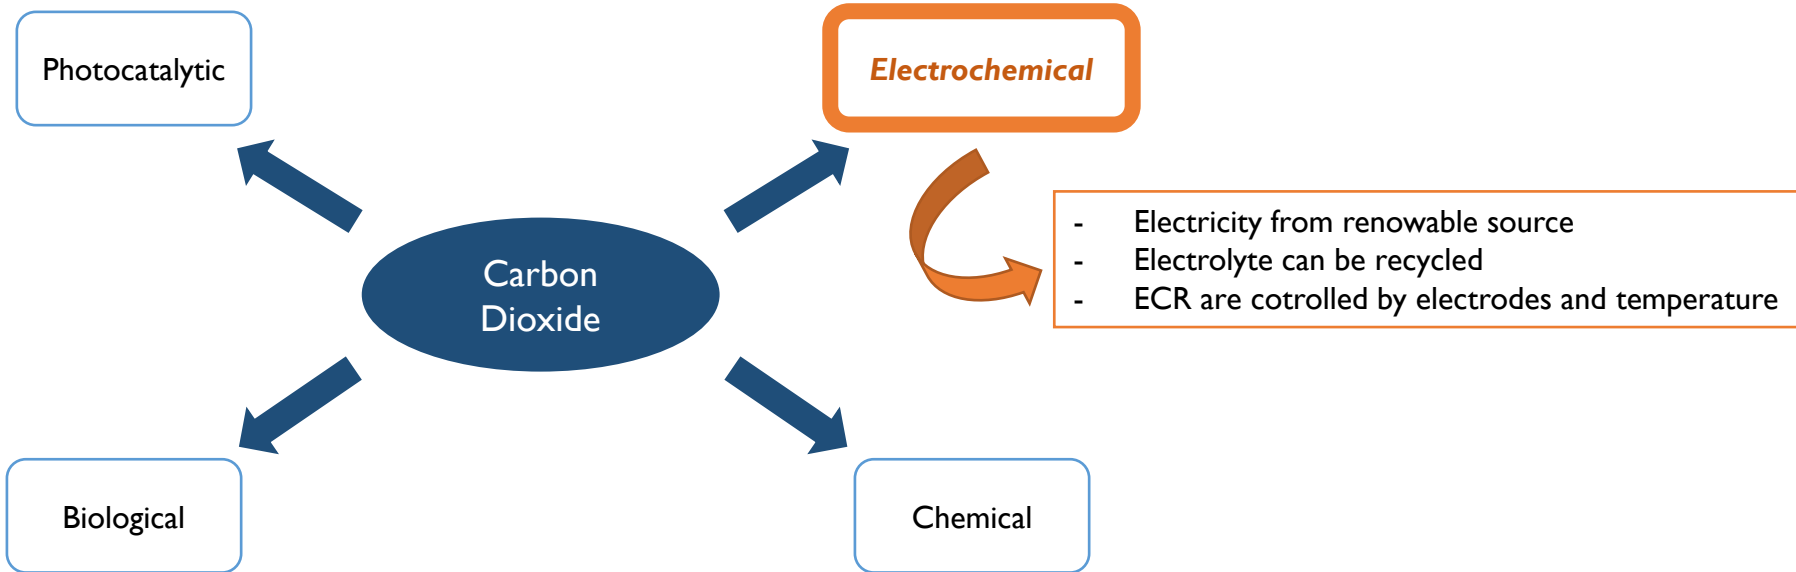 Photocatalytic
Electrochemical
Carbon
Dioxide
- Electricity from renowable source
- Electrolyte can be recycled
- ECR are cotrolled by electrodes and temperature
Biological
Chemical